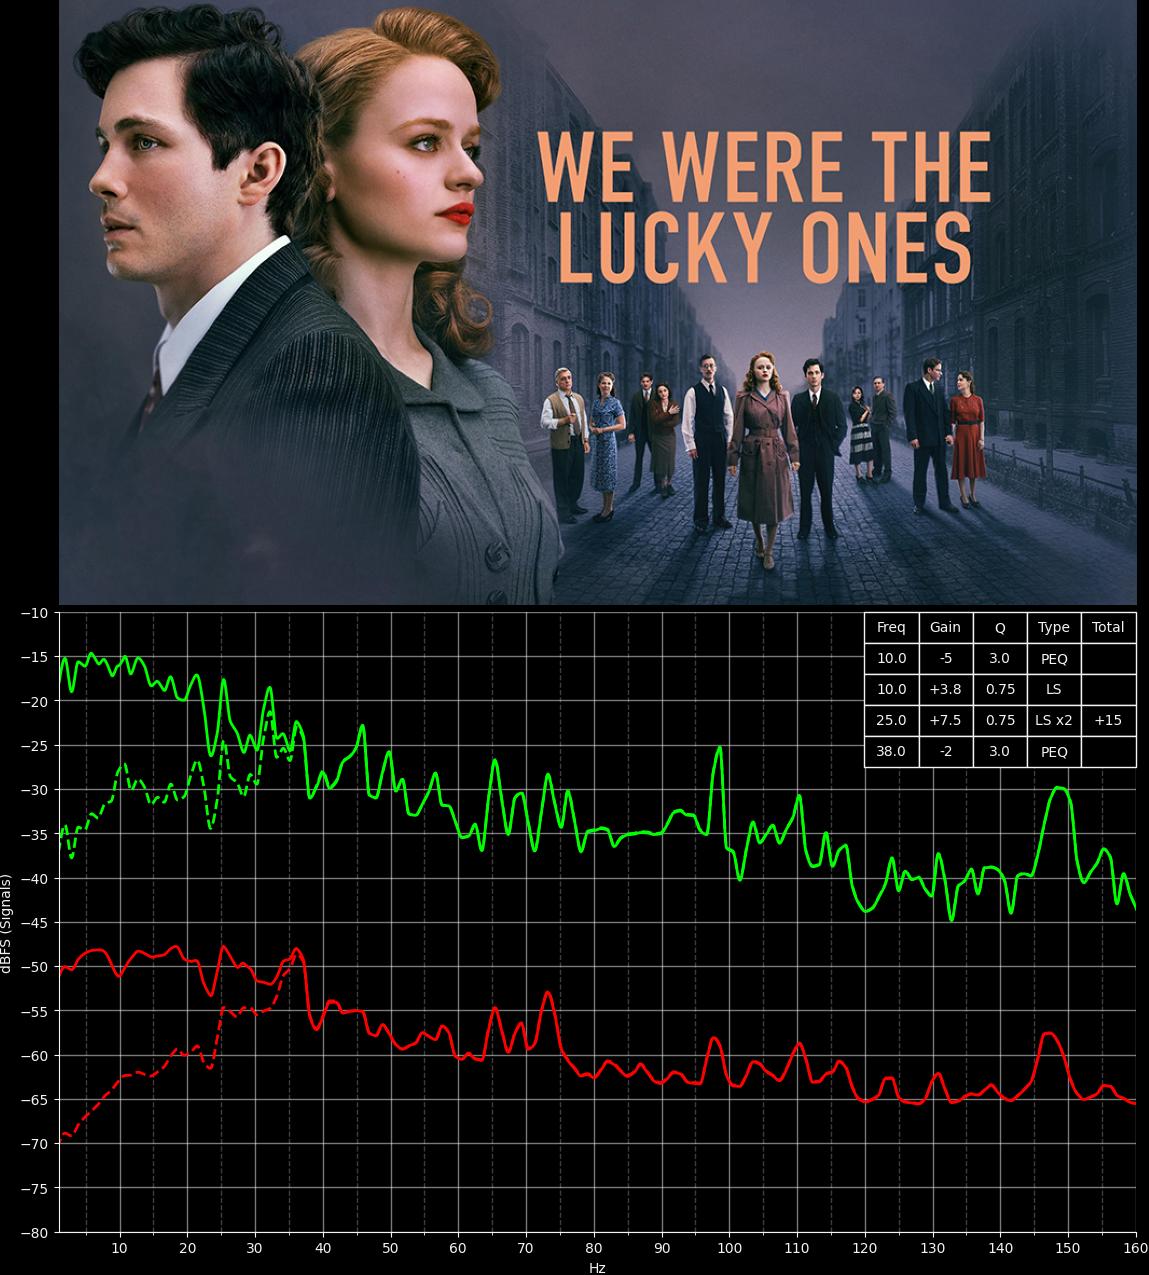 WE WERE THE
LUCKY ONES
Freq Gain Q Type Total
10.0 -5 3.0 PEQ
10.0 +3.8 0.75 LS
25.0 +7.5 0.75 LS x2 +15
38.0 -2 3.0 PEQ
−10
−15
−20
−25
−30
−35
−40
−45
−50
−55
−60
−65
−70
−75
−80
dBFS (Signals)
10 20 30 40 50 60 70 80 90 100 110 120 130 140 150 160
Hz